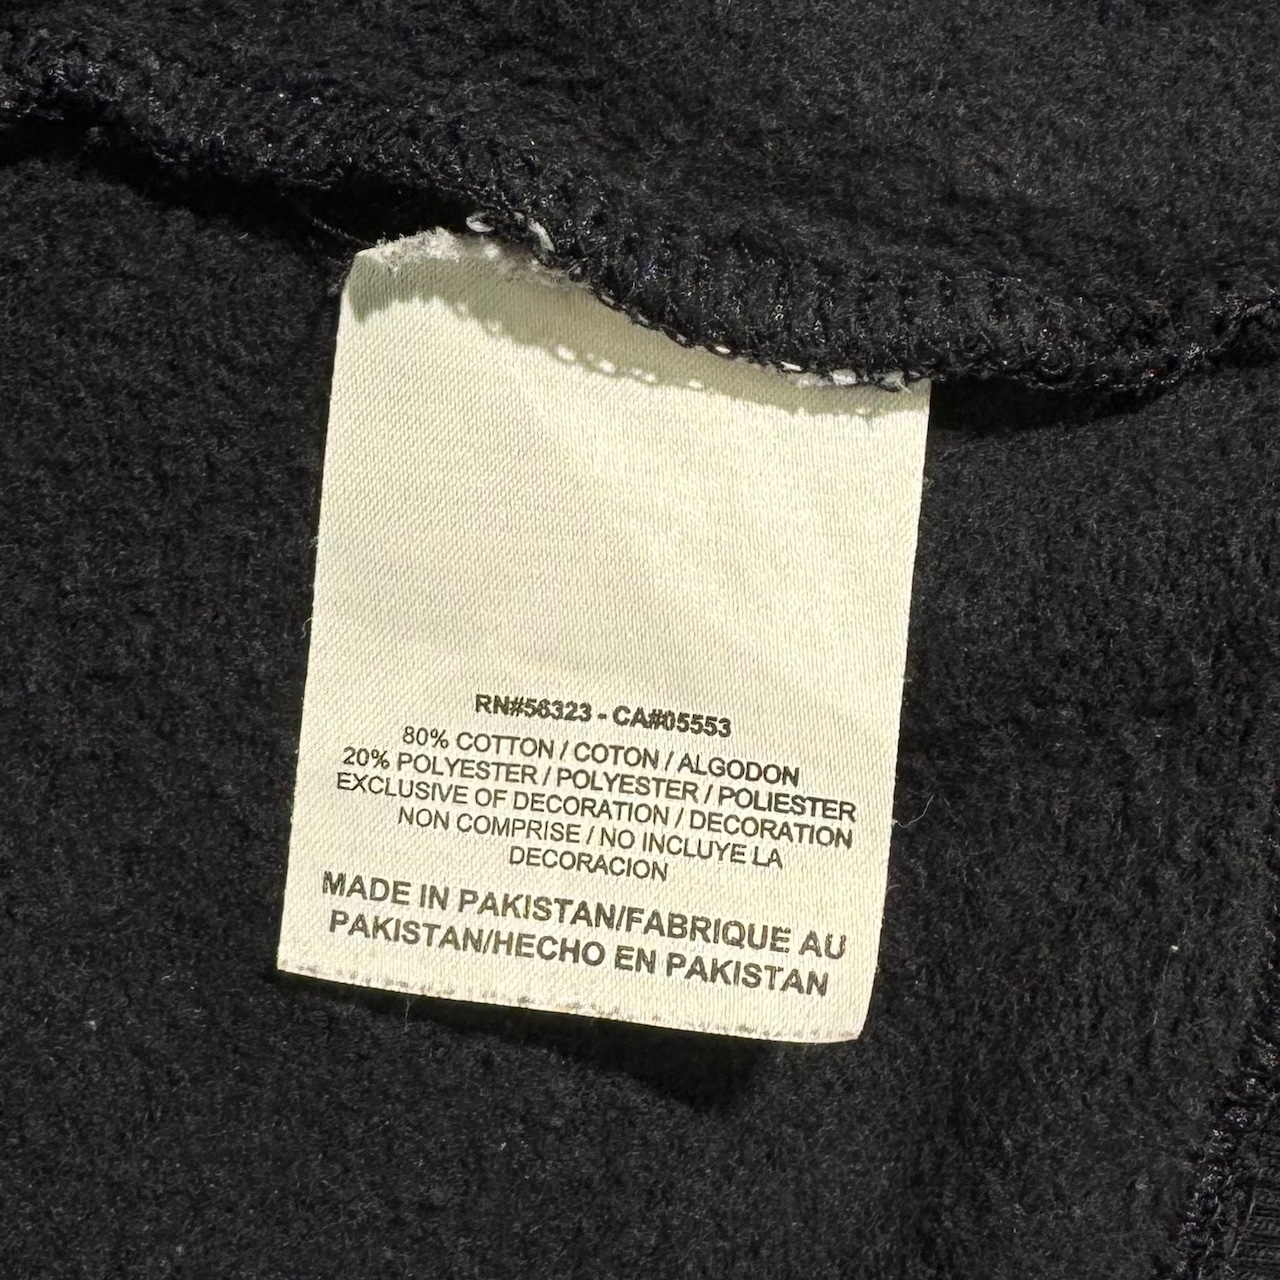 RN#56323 - CA#05553
80% COTTON / COTON / ALGODON
20% POLYESTER / POLYESTER / POLIESTER
EXCLUSIVE OF DECORATION / DECORATION
NON COMPRISE / NO INCLUYE LA
DECORACION
MADE IN PAKISTAN/FABRIQUE AU
PAKISTAN/HECHO EN PAKISTAN